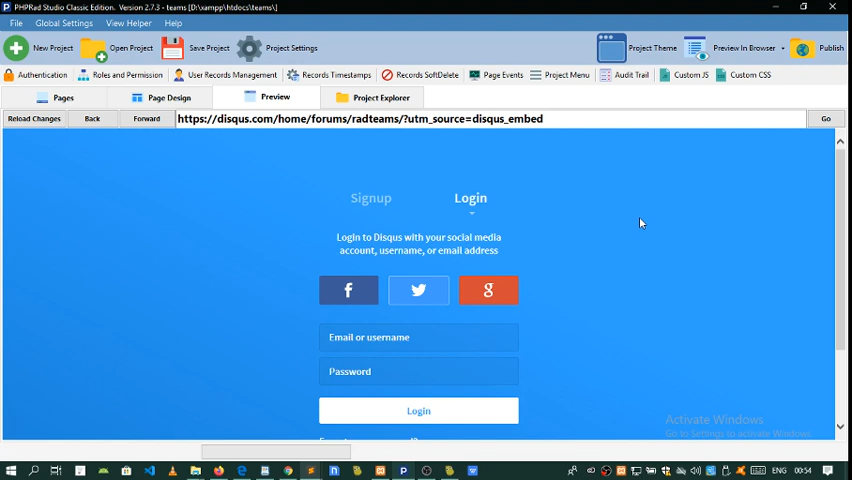 PHPRad Studio Classic Edition. Version 2.7.3 - teams [D:\xampp\htdocs\teams\]
File Global Settings View Helper Help
New Project Open Project Save Project Project Settings Project Theme Preview In Browser Publish
Authentication Roles and Permission User Records Management Records Timestamps Records SoftDelete Page Events Project Menu Audit Trail Custom JS Custom CSS
Pages Page Design Preview Project Explorer
Reload Changes Back Forward https://disqus.com/home/forums/radteams/?utm_source=disqus_embed Go
Signup Login
Login to Disqus with your social media
account, username, or email address
Email or username
Password
Login
Activate Windows
Go to Settings to activate Windows.
ENG 00:54